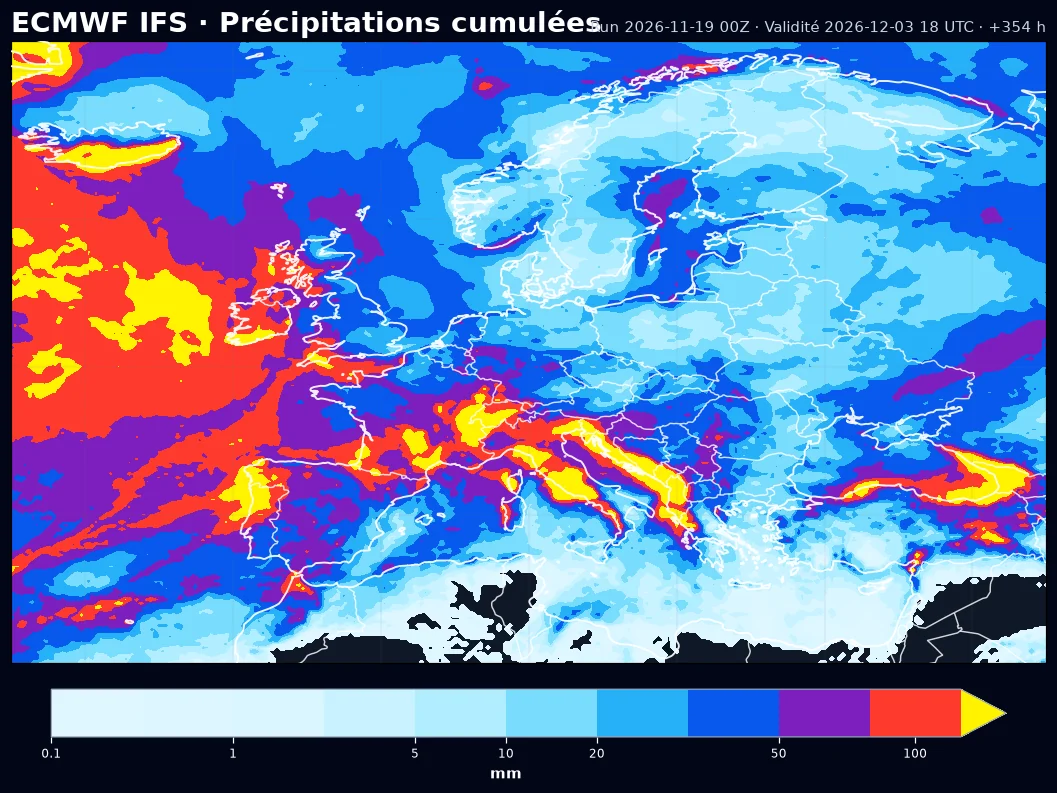 ECMWF IFS · Précipitations cumulées
Run 2026-11-19 00Z · Validité 2026-12-03 18 UTC · +354 h
0.1 1 5 10 20 50 100
mm